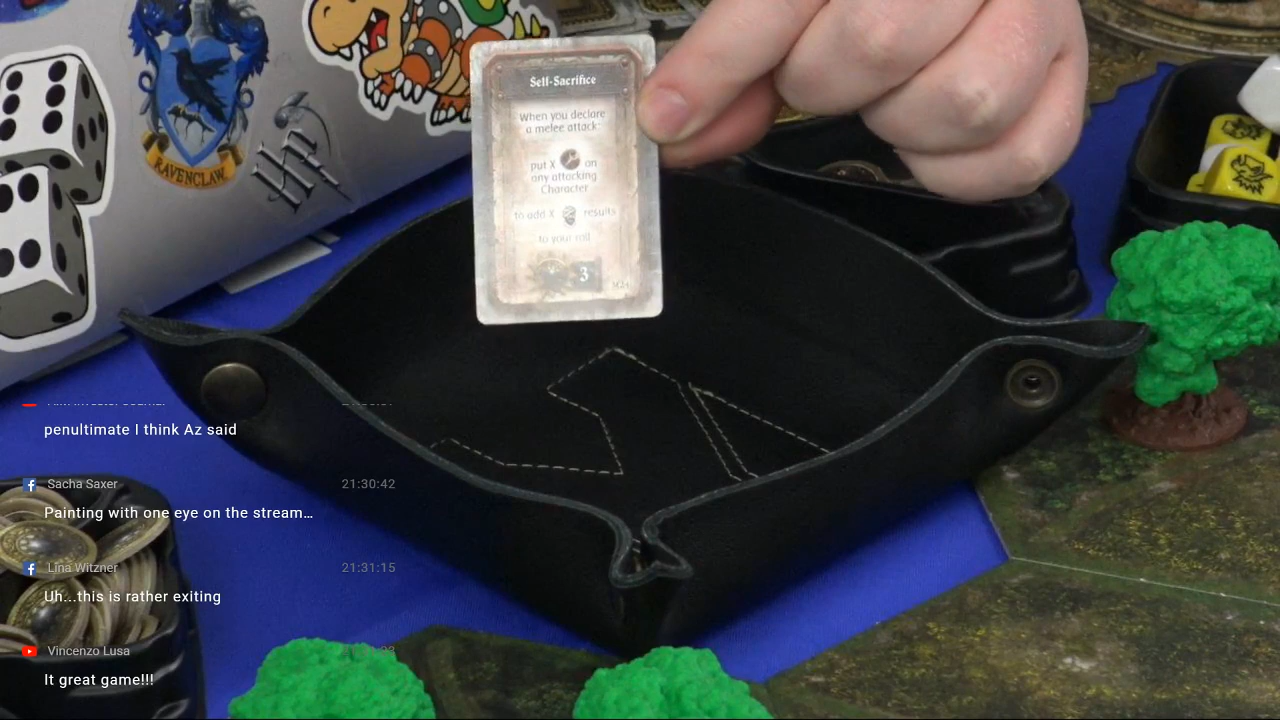 RAVENCLAW
Self-Sacrifice
When you declare
a melee attack:
put X on
any attacking
Character
to add X results
to your roll
3
penultimate I think Az said
Sacha Saxer 21:30:42
Painting with one eye on the stream...
Lina Witzner 21:31:15
Uh...this is rather exiting
Vincenzo Lusa
It great game!!!